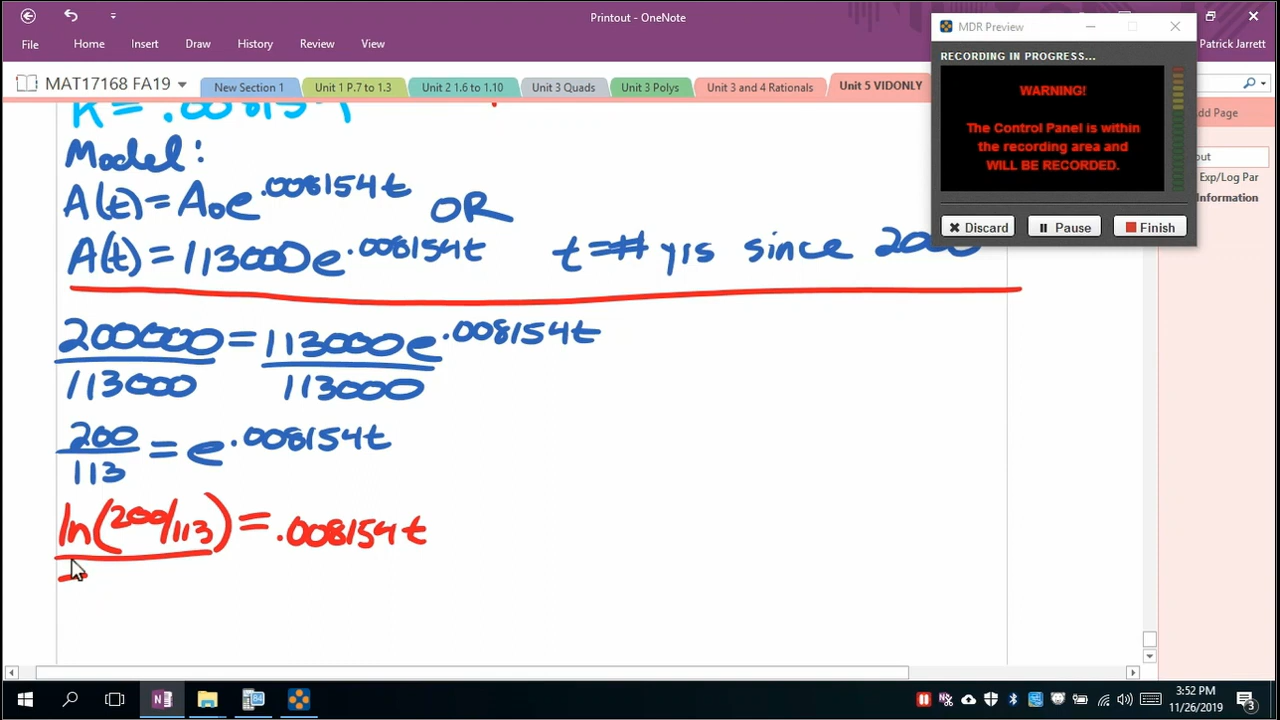 Printout - OneNote
MDR Preview
File Home Insert Draw History Review View
Patrick Jarrett
RECORDING IN PROGRESS...
WARNING!
The Control Panel is within
the recording area and
WILL BE RECORDED.
Discard Pause Finish
MAT17168 FA19 New Section 1 Unit 1 P.7 to 1.3 Unit 2 1.6 to 1.10 Unit 3 Quads Unit 3 Polys Unit 3 and 4 Rationals Unit 5 VIDONLY
Add Page
out
Exp/Log Par
Information
K = .008154
Model:
A(t) = A₀e^.008154t OR
A(t) = 113000e^.008154t t = # yrs since 2000
200000/113000 = 113000e^.008154t/113000
200/113 = e^.008154t
ln(200/113) = .008154t
3:52 PM
11/26/2019
3